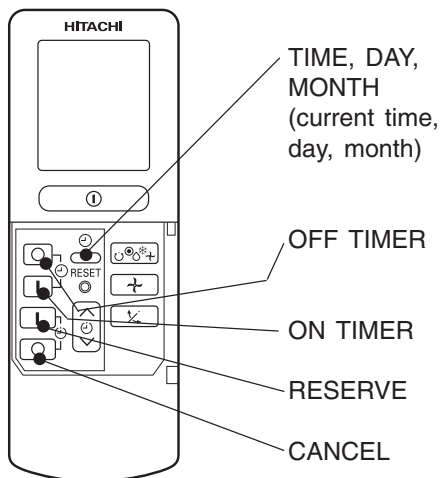 HITACHI
TIME, DAY,
MONTH
(current time,
day, month)
OFF TIMER
RESET
ON TIMER
RESERVE
CANCEL